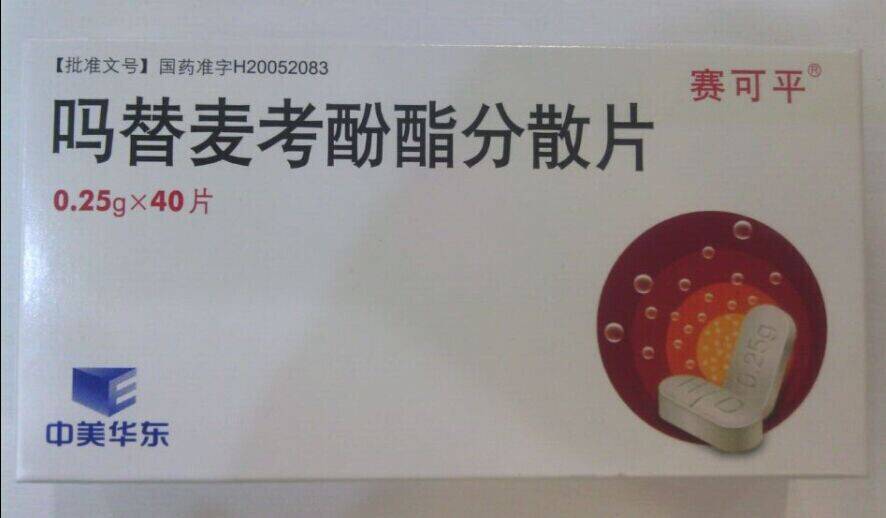 【批准文号】国药准字H20052083
赛可平®
吗替麦考酚酯分散片
0.25g×40片
0.25g
H/D
中美华东